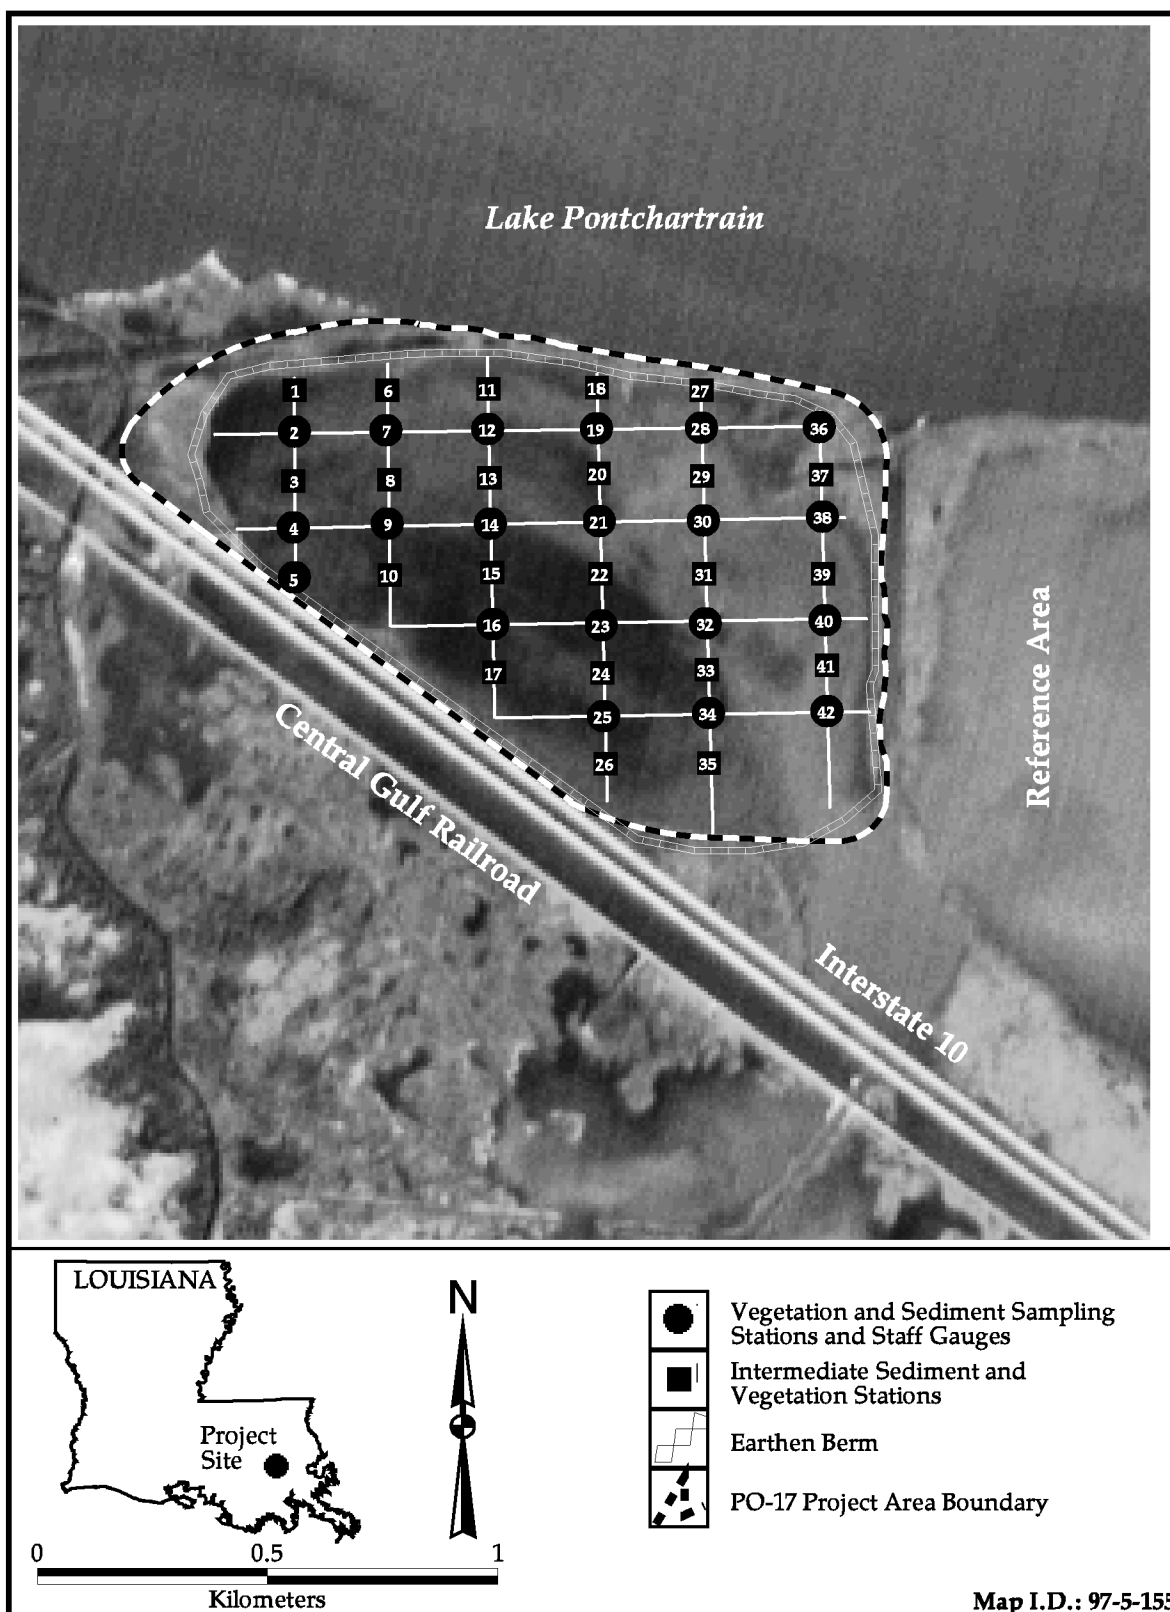 Lake Pontchartrain
1 6 11 18 27
2 7 12 19 28 36
3 8 13 20 29 37
4 9 14 21 30 38
5 10 15 22 31 39
16 23 32 40
17 24 33 41
25 34 42
26 35
Reference Area
Central Gulf Railroad
Interstate 10
LOUISIANA
Project
Site
N
0 0.5 1
Kilometers
Vegetation and Sediment Sampling
Stations and Staff Gauges
Intermediate Sediment and
Vegetation Stations
Earthen Berm
PO-17 Project Area Boundary
Map I.D.: 97-5-155